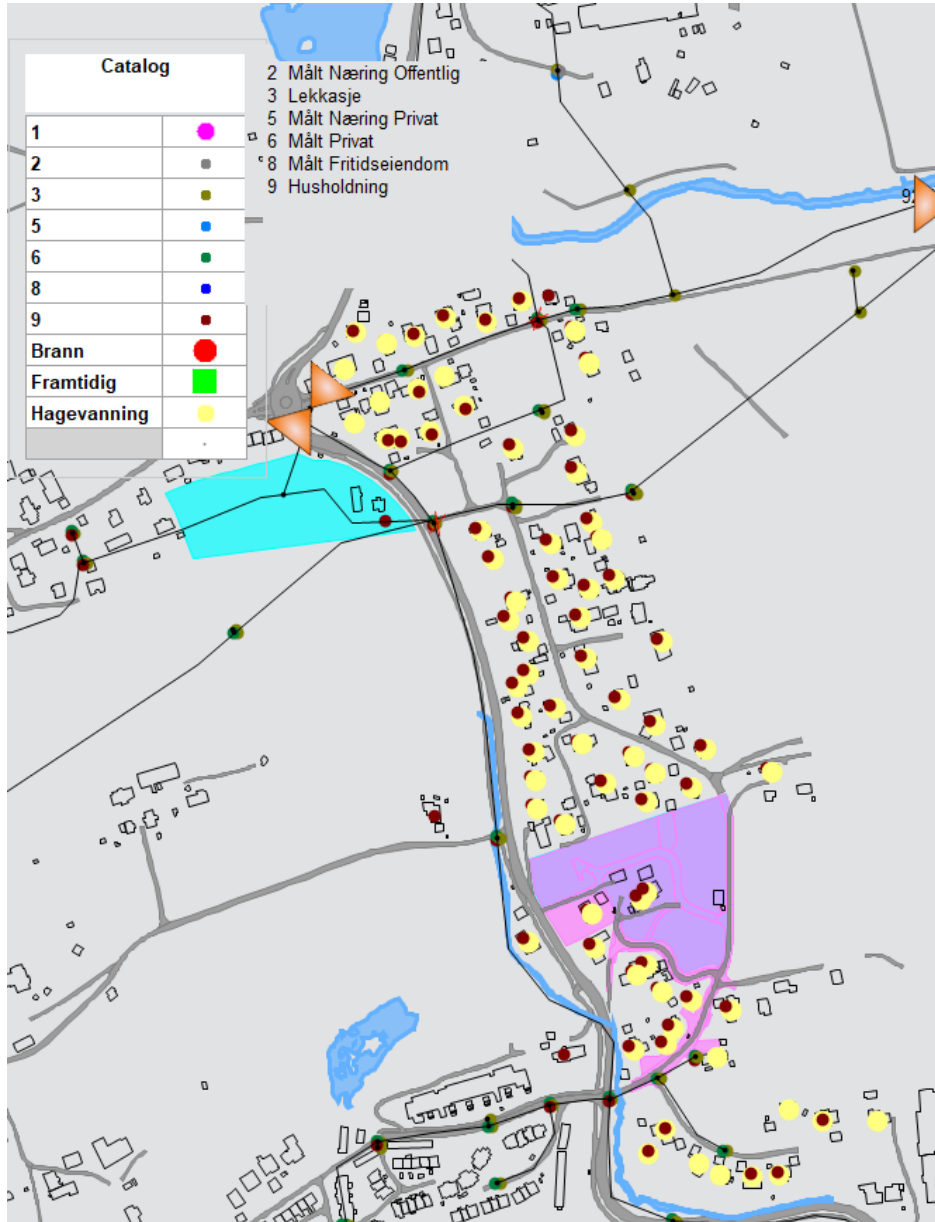 Catalog
1
2
3
5
6
8
9
Brann
Framtidig
Hagevanning
2 Målt Næring Offentlig
3 Lekkasje
5 Målt Næring Privat
6 Målt Privat
8 Målt Fritidseiendom
9 Husholdning